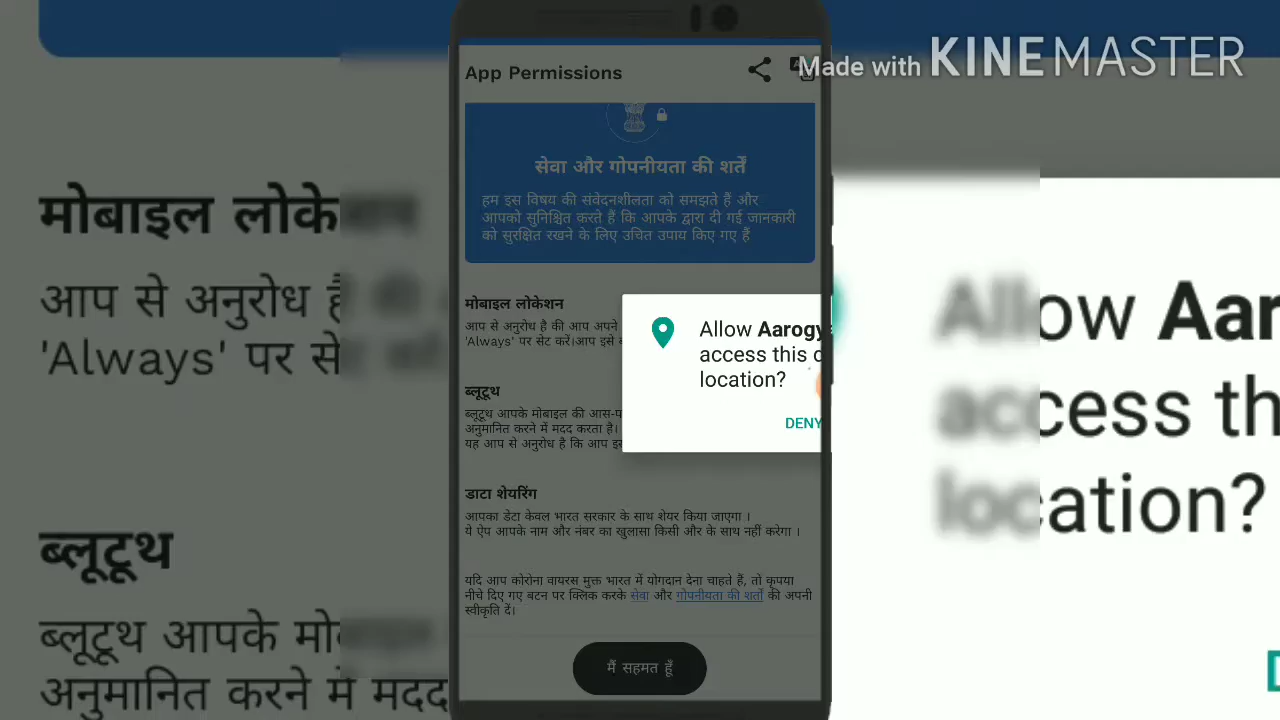 Made with KINEMASTER
App Permissions
सेवा और गोपनीयता की शर्तें
हम इस विषय की संवेदनशीलता को समझते हैं और
आपको सुनिश्चित करते हैं कि आपके द्वारा दी गई जानकारी
को सुरक्षित रखने के लिए उचित उपाय किए गए हैं
मोबाइल लोकेशन
आप से अनुरोध है की आप अपने
'Always' पर सेट करें।आप इसे
ब्लूटूथ
ब्लूटूथ आपके मोबाइल की आस-
अनुमानित करने में मदद करता है।
यह आप से अनुरोध है कि आप
Allow Aarogy
access this
location?
DENY
डाटा शेयरिंग
आपका डेटा केवल भारत सरकार के साथ शेयर किया जाएगा ।
ये ऐप आपके नाम और नंबर का खुलासा किसी और के साथ नहीं करेगा ।
यदि आप कोरोना वायरस मुक्त भारत में योगदान देना चाहते हैं, तो कृपया
नीचे दिए गए बटन पर क्लिक करके सेवा और गोपनीयता की शर्तों की अपनी
स्वीकृति दें।
मैं सहमत हूँ
मोबाइल लोके
आप से अनुरोध है
'Always' पर सेट
ब्लूटूथ
ब्लूटूथ आपके मो
अनुमानित करने में मदद
Allow Aar
access th
location?